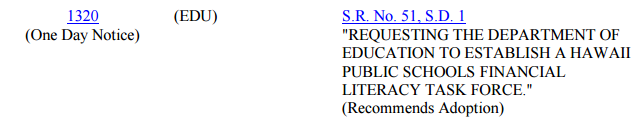 1320 (EDU) S.R. No. 51, S.D. 1
(One Day Notice) "REQUESTING THE DEPARTMENT OF
EDUCATION TO ESTABLISH A HAWAII
PUBLIC SCHOOLS FINANCIAL
LITERACY TASK FORCE."
(Recommends Adoption)